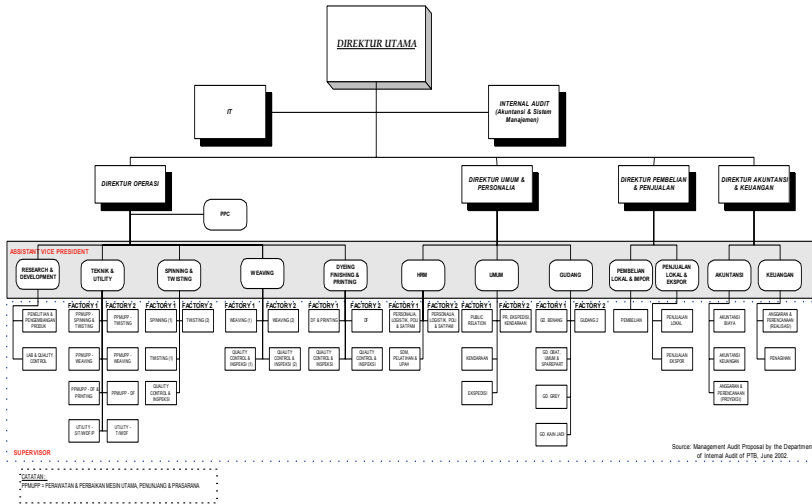 DIREKTUR UTAMA
IT
INTERNAL AUDIT
(Akuntansi & Sistem
Manajemen)
DIREKTUR OPERASI
DIREKTUR UMUM &
PERSONALIA
DIREKTUR PEMBELIAN
& PENJUALAN
DIREKTUR AKUNTANSI
& KEUANGAN
PPC
ASSISTANT VICE PRESIDENT
RESEARCH &
DEVELOPMENT
TEKNIK &
UTILITY
SPINNING &
TWISTING
WEAVING
DYEING
FINISHING &
PRINTING
HRM
UMUM
GUDANG
PEMBELIAN
LOKAL & IMPOR
PENJUALAN
LOKAL &
EKSPOR
AKUNTANSI
KEUANGAN
FACTORY 1
FACTORY 2
FACTORY 1
FACTORY 2
FACTORY 1
FACTORY 2
FACTORY 1
FACTORY 2
FACTORY 1
FACTORY 2
FACTORY 1
FACTORY 2
PENELITIAN &
PENGEMBANGAN
PRODUK
PPMUPP -
SPINNING &
TWISTING
PPMUPP -
TWISTING
SPINNING (1)
TWISTING (2)
WEAVING (1)
WEAVING (2)
DF & PRINTING
DF
PERSONALIA,
LOGISTIK, POLI
& SATPAM
PERSONALIA,
LOGISTIK, POLI
& SATPAM
PUBLIC
RELATION
PR, EKSPEDISI,
KENDARAAN
GD. BENANG
GUDANG 2
PEMBELIAN
PENJUALAN
LOKAL
AKUNTANSI
BIAYA
ANGGARAN &
PERENCANAAN
(REALISASI)
LAB & QUALITY
CONTROL
PPMUPP -
WEAVING
PPMUPP -
WEAVING
TWISTING (1)
QUALITY
CONTROL &
INSPEKSI (1)
QUALITY
CONTROL &
INSPEKSI (2)
QUALITY
CONTROL &
INSPEKSI
QUALITY
CONTROL &
INSPEKSI
SDM,
PELATIHAN &
UPAH
KENDARAAN
GD. OBAT,
UMUM &
SPAREPART
PENJUALAN
EKSPOR
AKUNTANSI
KEUANGAN
PENAGIHAN
PPMUPP - DF &
PRINTING
PPMUPP - DF
QUALITY
CONTROL &
INSPEKSI
EKSPEDISI
GD. GREY
ANGGARAN &
PERENCANAAN
(PROYEKSI)
UTILITY -
UTILITY -
T/W/DF
GD. KAIN JADI
SUPERVISOR
Source: Management Audit Proposal by the Department
of Internal Audit of PTB, June 2002.
CATATAN:
PPMUPP = PERAWATAN & PERBAIKAN MESIN UTAMA, PENUNJANG & PRASARANA